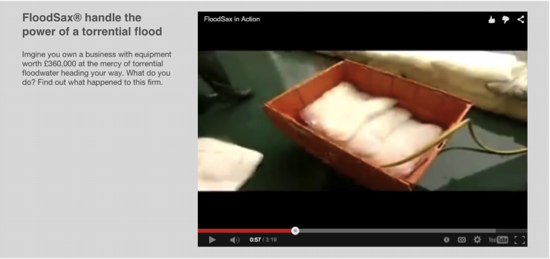 FloodSax® handle the
power of a torrential flood
Imgine you own a business with equipment
worth £360,000 at the mercy of torrential
floodwater heading your way. What do you
do? Find out what happened to this firm.
FloodSax in Action
0:57 / 3:19
YouTube